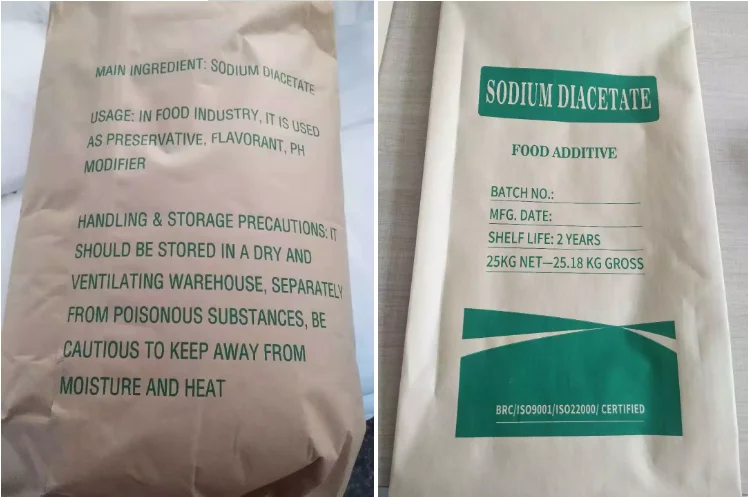 MAIN INGREDIENT: SODIUM DIACETATE
USAGE: IN FOOD INDUSTRY, IT IS USED
AS PRESERVATIVE, FLAVORANT, PH
MODIFIER
HANDLING & STORAGE PRECAUTIONS: IT
SHOULD BE STORED IN A DRY AND
VENTILATING WAREHOUSE, SEPARATELY
FROM POISONOUS SUBSTANCES, BE
CAUTIOUS TO KEEP AWAY FROM
MOISTURE AND HEAT
SODIUM DIACETATE
FOOD ADDITIVE
BATCH NO.:
MFG. DATE:
SHELF LIFE: 2 YEARS
25KG NET—25.18 KG GROSS
BRC/ISO9001/ISO22000/ CERTIFIED